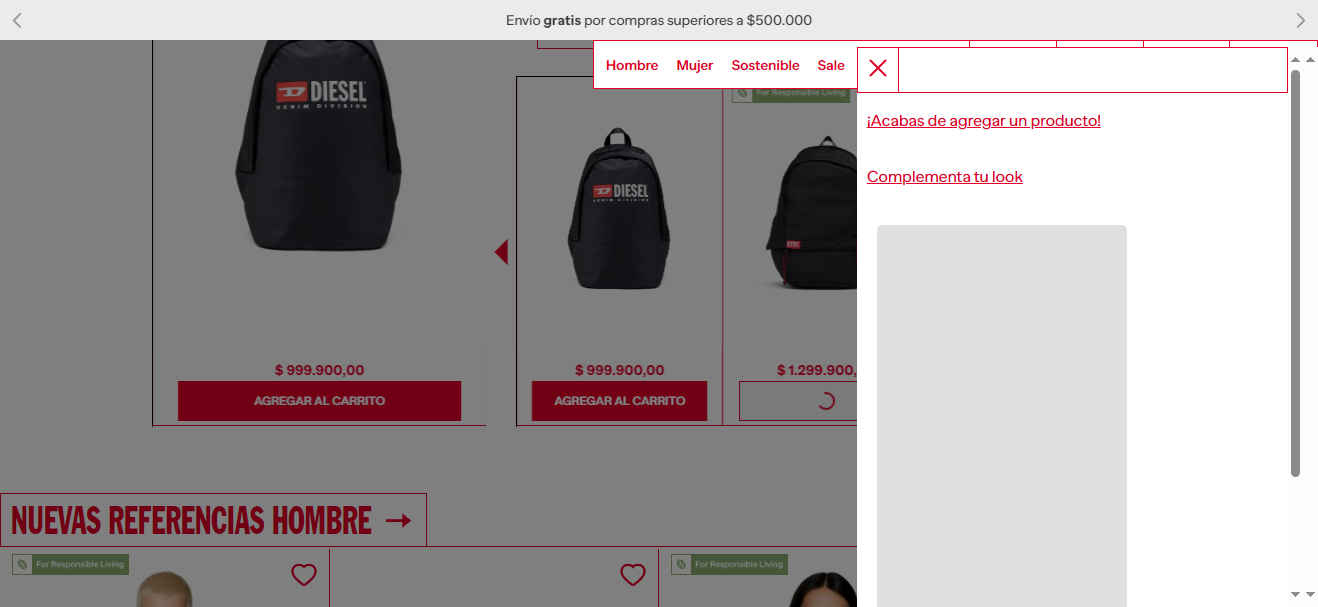 Envío gratis por compras superiores a $500.000
Hombre Mujer Sostenible Sale
For Responsible Living
¡Acabas de agregar un producto!
Complementa tu look
DIESEL
DENIM DIVISION
DIESEL
DENIM DIVISION
DIESEL
$ 999.900,00
AGREGAR AL CARRITO
$ 999.900,00
AGREGAR AL CARRITO
$ 1.299.900,
NUEVAS REFERENCIAS HOMBRE
For Responsible Living
For Responsible Living